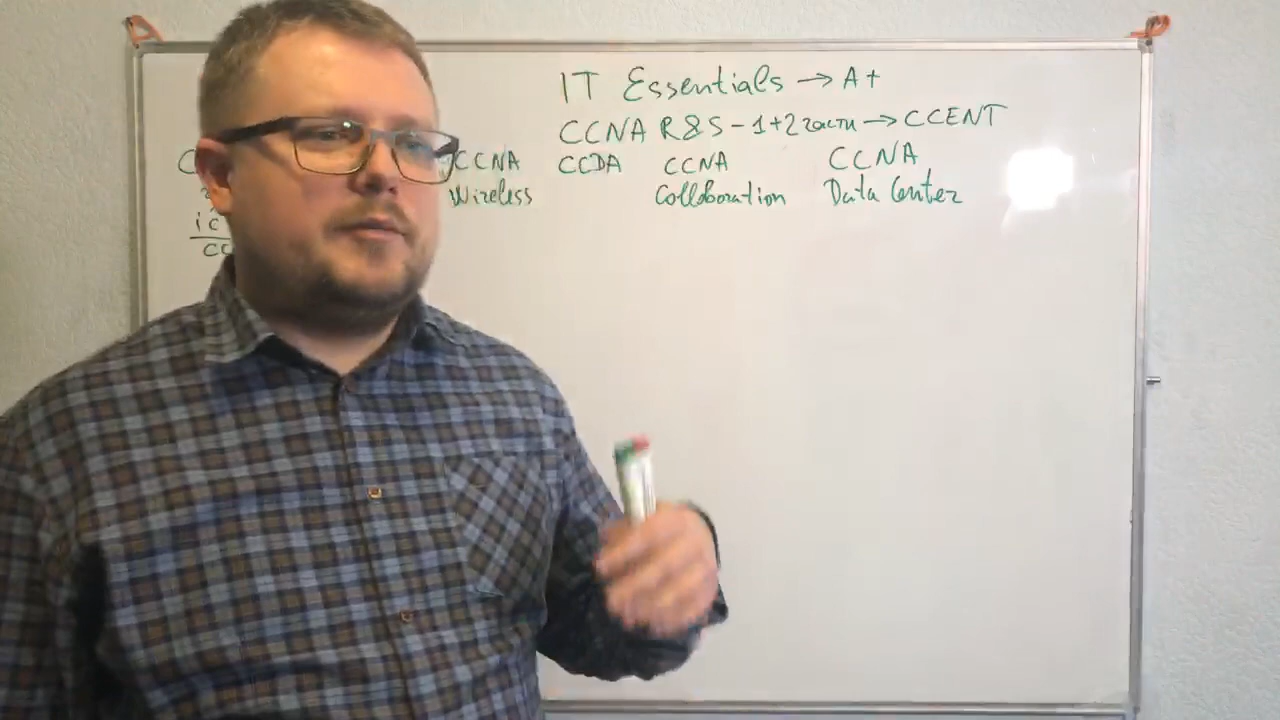 IT Essentials → A+
CCNA R&S - 1+2 части → CCENT
CCNA CCDA CCNA CCNA
Wireless Collaboration Data Center